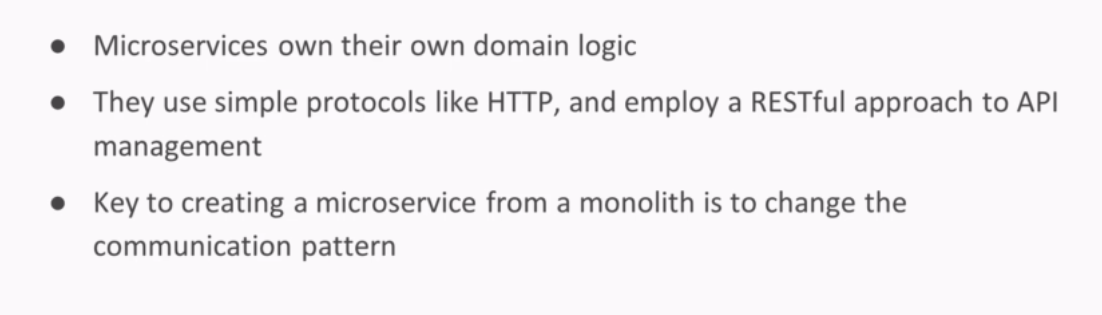 ● Microservices own their own domain logic
● They use simple protocols like HTTP, and employ a RESTful approach to API
management
● Key to creating a microservice from a monolith is to change the
communication pattern